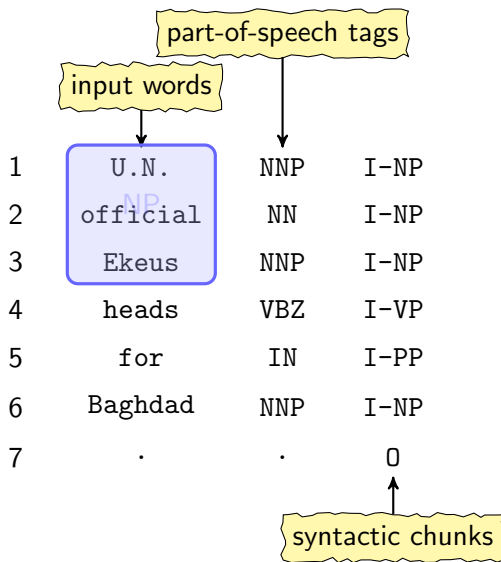 part-of-speech tags
input words
1 U.N. NNP I-NP
NP
2 official NN I-NP
3 Ekeus NNP I-NP
4 heads VBZ I-VP
5 for IN I-PP
6 Baghdad NNP I-NP
7 . . O
syntactic chunks